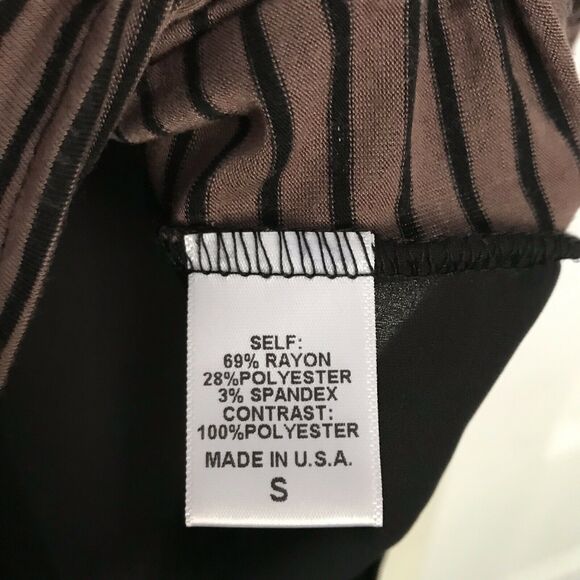 SELF:
69% RAYON
28%POLYESTER
3% SPANDEX
CONTRAST:
100%POLYESTER
MADE IN U.S.A.
S